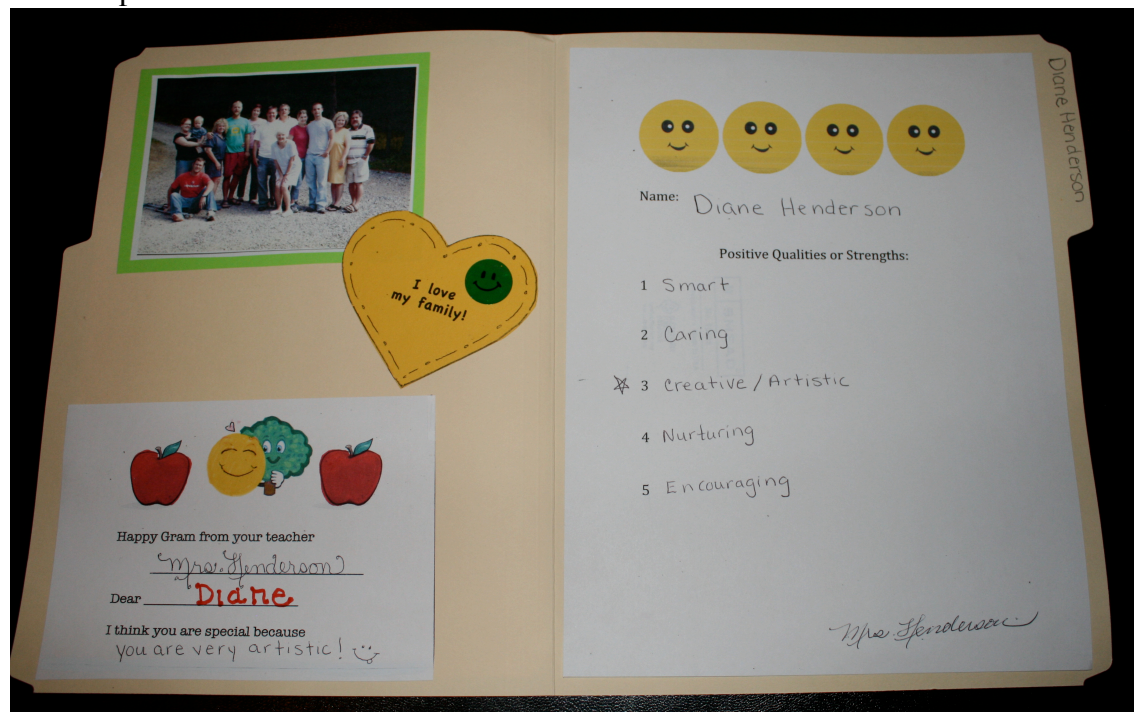 I love
my family!
Happy Gram from your teacher
Mrs. Henderson
Dear Diane
I think you are special because
you are very artistic!
Name: Diane Henderson
Positive Qualities or Strengths:
1 Smart
2 Caring
3 Creative / Artistic
4 Nurturing
5 Encouraging
Mrs. Henderson
Diane Henderson